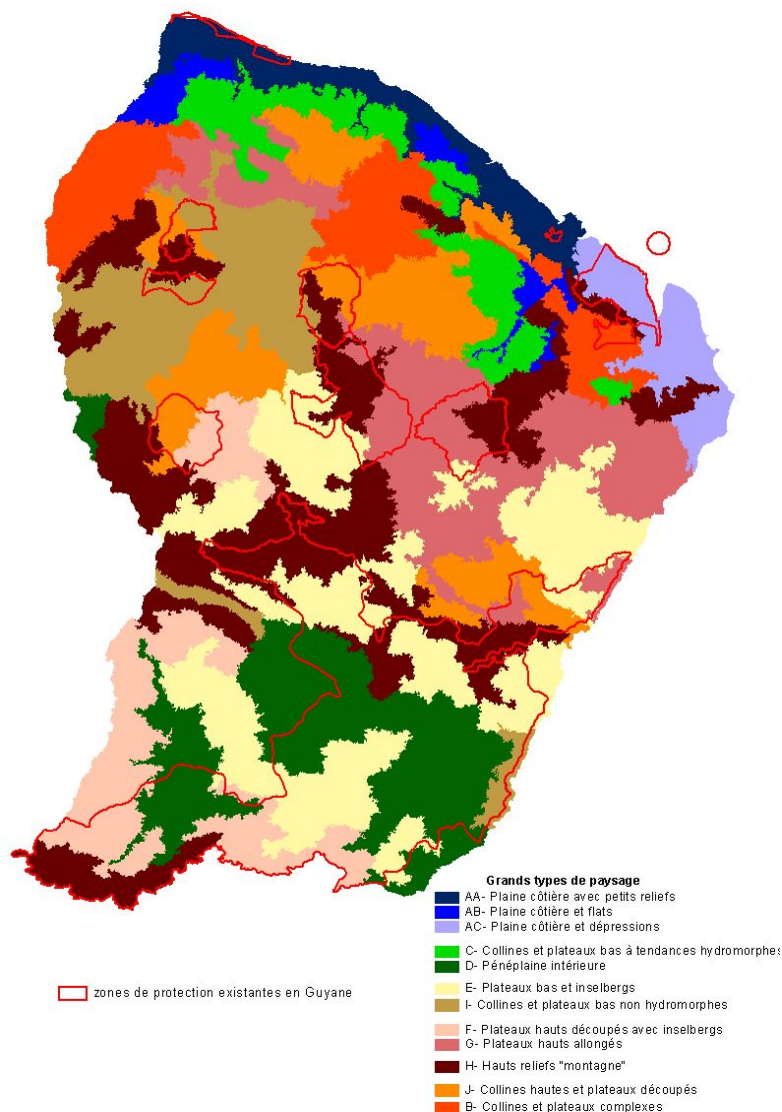 Grands types de paysage
AA- Plaine côtière avec petits reliefs
AB- Plaine côtière et flats
AC- Plaine côtière et dépressions
C- Collines et plateaux bas à tendances hydromorphes
D- Pénéplaine intérieure
zones de protection existantes en Guyane
E- Plateaux bas et inselbergs
I- Collines et plateaux bas non hydromorphes
F- Plateaux hauts découpés avec inselbergs
G- Plateaux hauts allongés
H- Hauts reliefs "montagne"
J- Collines hautes et plateaux découpés
B- Collines et plateaux complexes